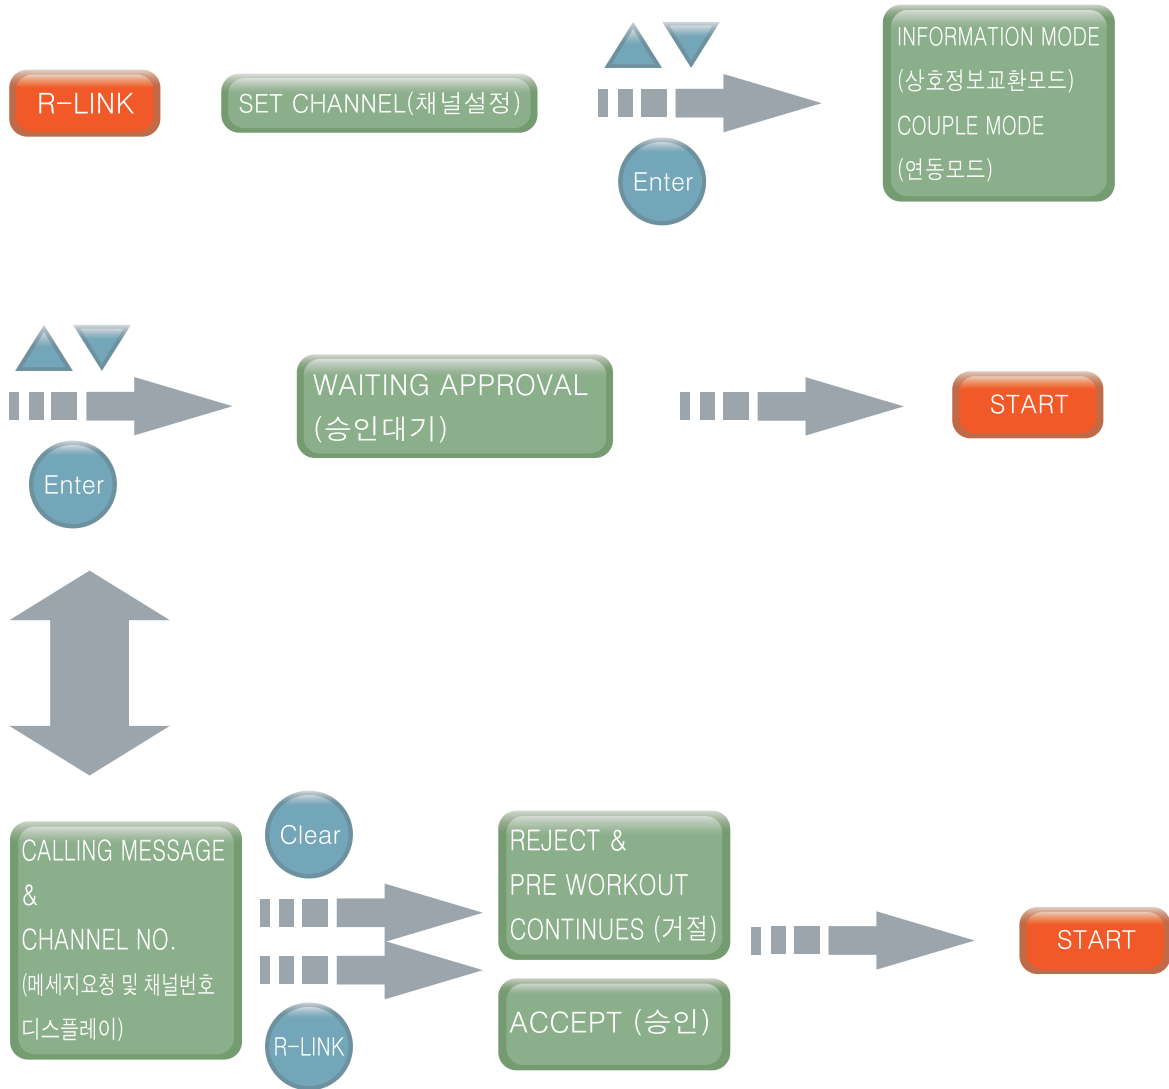 R-LINK
SET CHANNEL(채널설정)
Enter
INFORMATION MODE
(상호정보교환모드)
COUPLE MODE
(연동모드)
Enter
WAITING APPROVAL
(승인대기)
START
CALLING MESSAGE
&
CHANNEL NO.
(메세지요청 및 채널번호
디스플레이)
Clear
R-LINK
REJECT &
PRE WORKOUT
CONTINUES (거절)
ACCEPT (승인)
START